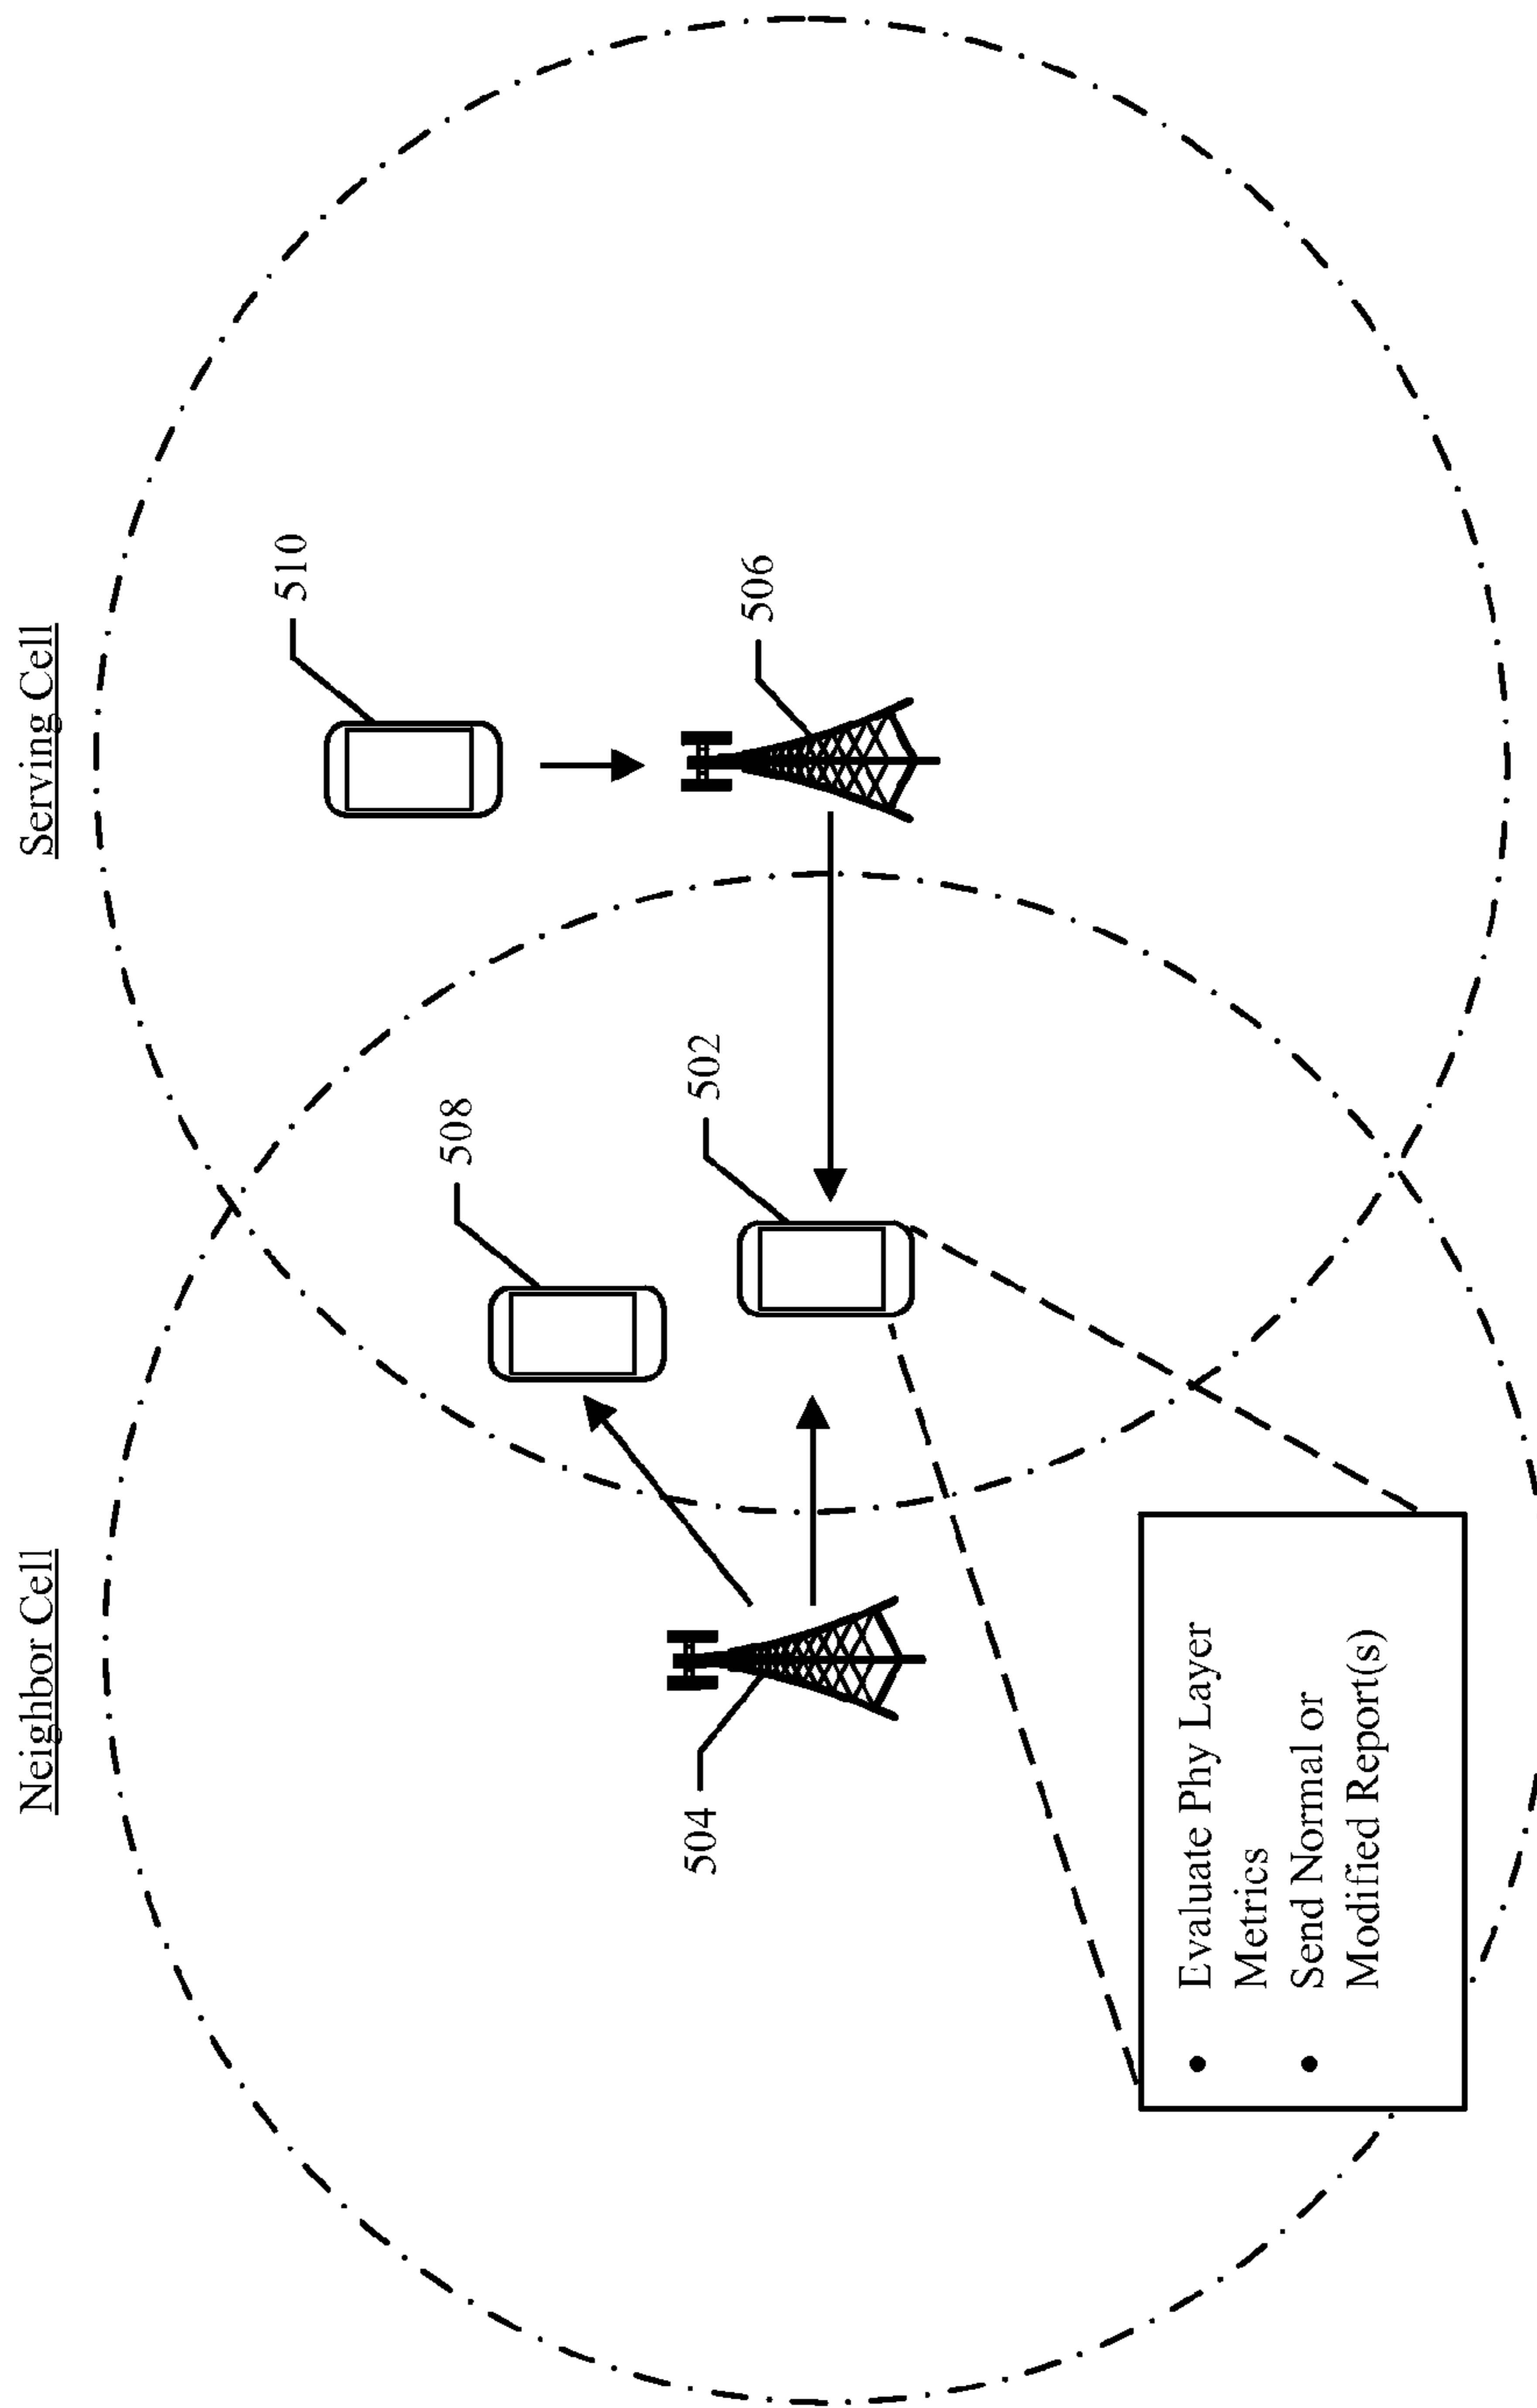 Neighbor Cell
Serving Cell
510
508
502
506
504
• Evaluate Phy Layer
Metrics
• Send Normal or
Modified Report(s)